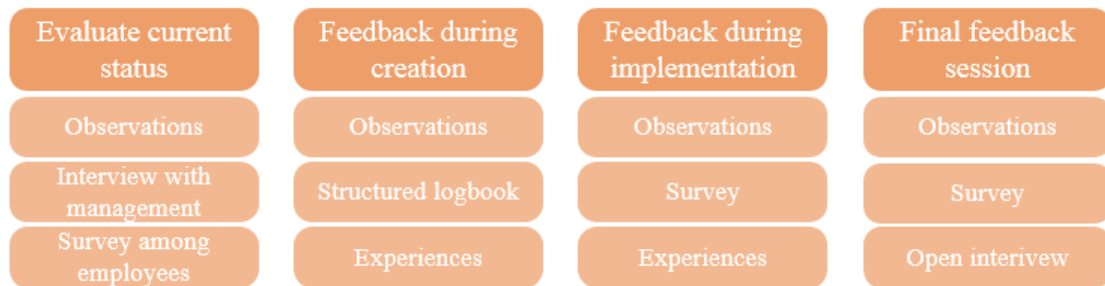 Evaluate current
status
Observations
Interview with
management
Survey among
employees
Feedback during
creation
Observations
Structured logbook
Experiences
Feedback during
implementation
Observations
Survey
Experiences
Final feedback
session
Observations
Survey
Open interivew